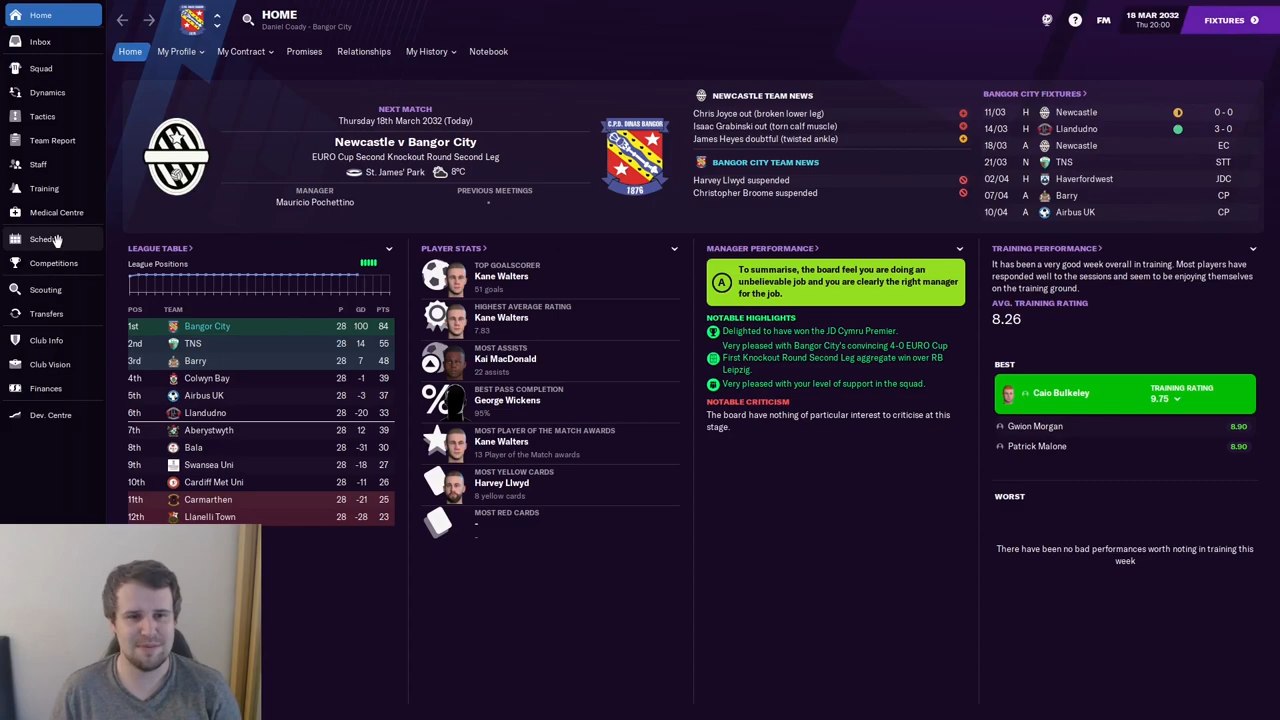 Home
HOME
Daniel Coady - Bangor City
FM
18 MAR 2032
Thu 20:00
FIXTURES
Inbox
Squad
Dynamics
Tactics
Team Report
Staff
Training
Medical Centre
Competitions
Scouting
Transfers
Club Info
Club Vision
Finances
Dev. Centre
Home
My Profile
My Contract
Promises
Relationships
My History
Notebook
NEXT MATCH
Thursday 18th March 2032 (Today)
Newcastle v Bangor City
EURO Cup Second Knockout Round Second Leg
St. James' Park
8ºC
MANAGER
Mauricio Pochettino
PREVIOUS MEETINGS
-
C.P.D. DINAS BANGOR
1876
NEWCASTLE TEAM NEWS
Chris Joyce out (broken lower leg)
Isaac Grabinski out (torn calf muscle)
James Heyes doubtful (twisted ankle)
BANGOR CITY TEAM NEWS
Harvey Llwyd suspended
Christopher Broome suspended
BANGOR CITY FIXTURES
11/03 H Newcastle 0 - 0
14/03 H Llandudno 3 - 0
18/03 A Newcastle EC
21/03 N TNS STT
02/04 H Haverfordwest JDC
07/04 A Barry CP
10/04 A Airbus UK CP
LEAGUE TABLE
League Positions
POS TEAM P GD PTS
1st Bangor City 28 100 84
2nd TNS 28 14 55
3rd Barry 28 7 48
4th Colwyn Bay 28 -1 39
5th Airbus UK 28 -3 37
6th Llandudno 28 -20 33
7th Aberystwyth 28 12 39
8th Bala 28 -31 30
9th Swansea Uni 28 -18 27
10th Cardiff Met Uni 28 -11 26
11th Carmarthen 28 -21 25
12th Llanelli Town 28 -28 23
PLAYER STATS
TOP GOALSCORER
Kane Walters
51 goals
HIGHEST AVERAGE RATING
Kane Walters
7.83
MOST ASSISTS
Kai MacDonald
22 assists
BEST PASS COMPLETION
George Wickens
95%
MOST PLAYER OF THE MATCH AWARDS
Kane Walters
13 Player of the Match awards
MOST YELLOW CARDS
Harvey Llwyd
8 yellow cards
MOST RED CARDS
-
-
MANAGER PERFORMANCE
A
To summarise, the board feel you are doing an
unbelievable job and you are clearly the right manager
for the job.
NOTABLE HIGHLIGHTS
Delighted to have won the JD Cymru Premier.
Very pleased with Bangor City's convincing 4-0 EURO Cup
First Knockout Round Second Leg aggregate win over RB
Leipzig.
Very pleased with your level of support in the squad.
NOTABLE CRITICISM
The board have nothing of particular interest to criticise at this
stage.
TRAINING PERFORMANCE
It has been a very good week overall in training. Most players have
responded well to the sessions and seem to be enjoying themselves
on the training ground.
AVG. TRAINING RATING
8.26
BEST
Caio Bulkeley
TRAINING RATING
9.75
Gwion Morgan 8.90
Patrick Malone 8.90
WORST
There have been no bad performances worth noting in training this
week